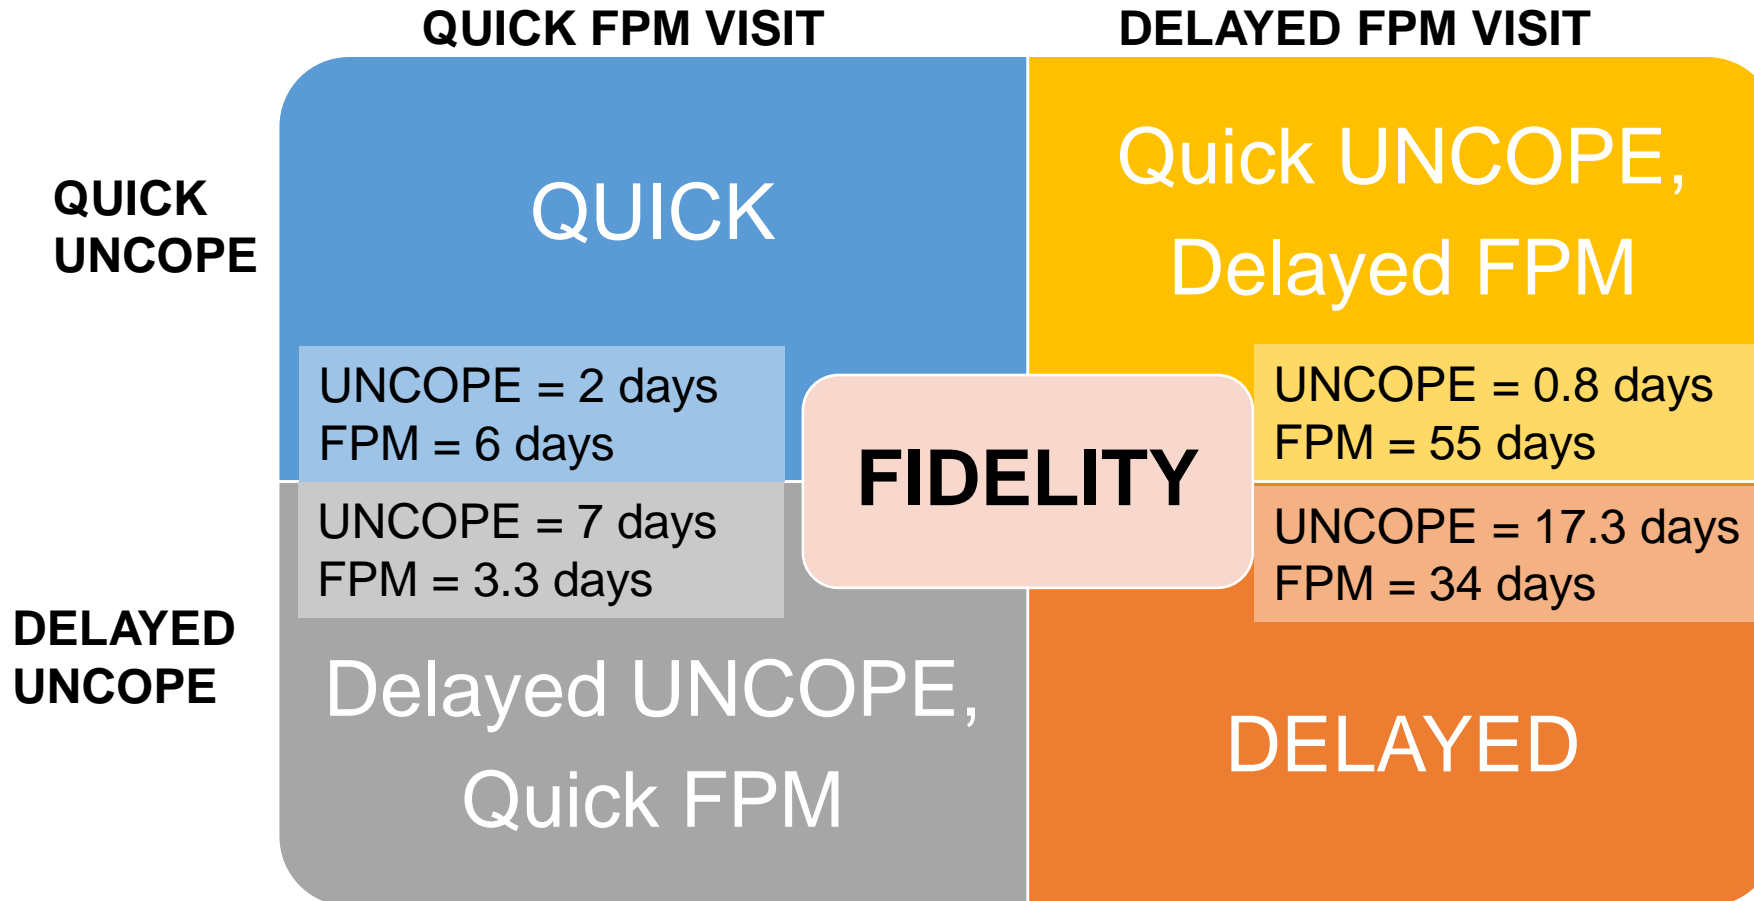 QUICK FPM VISIT
DELAYED FPM VISIT
QUICK
UNCOPE
QUICK
Quick UNCOPE,
Delayed FPM
UNCOPE = 2 days
FPM = 6 days
UNCOPE = 0.8 days
FPM = 55 days
FIDELITY
UNCOPE = 7 days
FPM = 3.3 days
UNCOPE = 17.3 days
FPM = 34 days
DELAYED
UNCOPE
Delayed UNCOPE,
Quick FPM
DELAYED